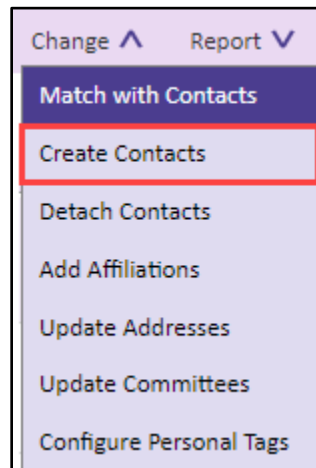 Change Report
Match with Contacts
Create Contacts
Detach Contacts
Add Affiliations
Update Addresses
Update Committees
Configure Personal Tags